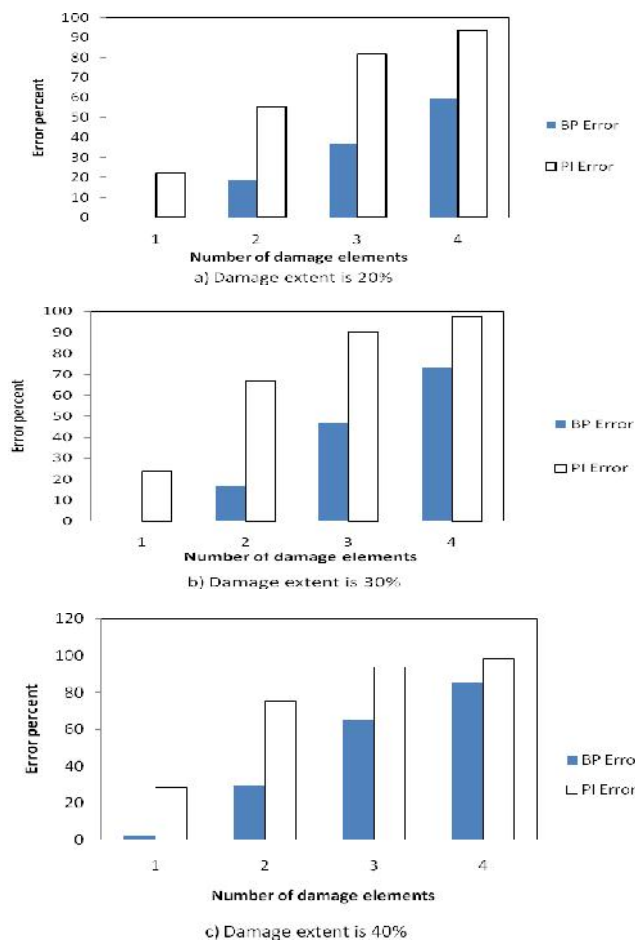 100
90
80
70
60
50
40
30
20
10
0
Error percent
1 2 3 4
Number of damage elements
BP Error
PI Error
a) Damage extent is 20%
100
90
80
70
60
50
40
30
20
10
0
Error percent
1 2 3 4
Number of damage elements
BP Error
PI Error
b) Damage extent is 30%
120
100
80
60
40
20
0
Error percent
1 2 3 4
Number of damage elements
BP Erro
PI Error
c) Damage extent is 40%